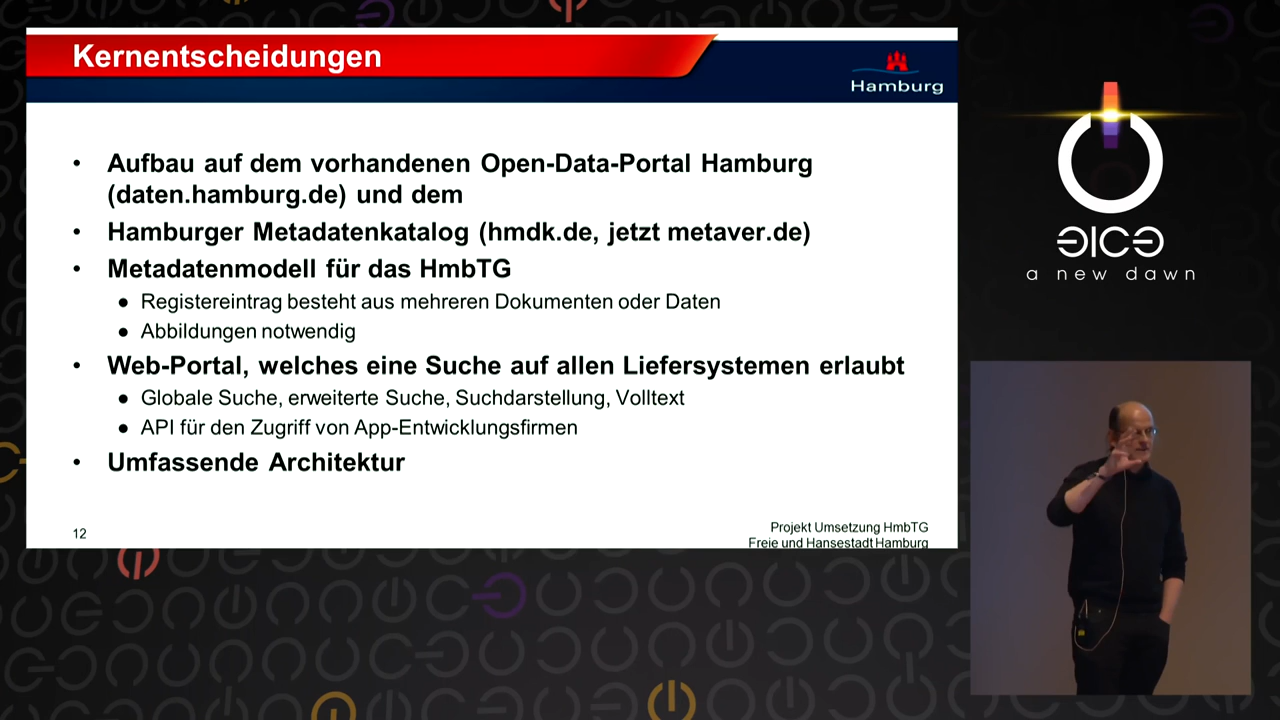 Kernentscheidungen
Hamburg
• Aufbau auf dem vorhandenen Open-Data-Portal Hamburg
(daten.hamburg.de) und dem
• Hamburger Metadatenkatalog (hmdk.de, jetzt metaver.de)
• Metadatenmodell für das HmbTG
● Registereintrag besteht aus mehreren Dokumenten oder Daten
● Abbildungen notwendig
• Web-Portal, welches eine Suche auf allen Liefersystemen erlaubt
● Globale Suche, erweiterte Suche, Suchdarstellung, Volltext
● API für den Zugriff von App-Entwicklungsfirmen
• Umfassende Architektur
12
Projekt Umsetzung HmbTG
Freie und Hansestadt Hamburg
a new dawn